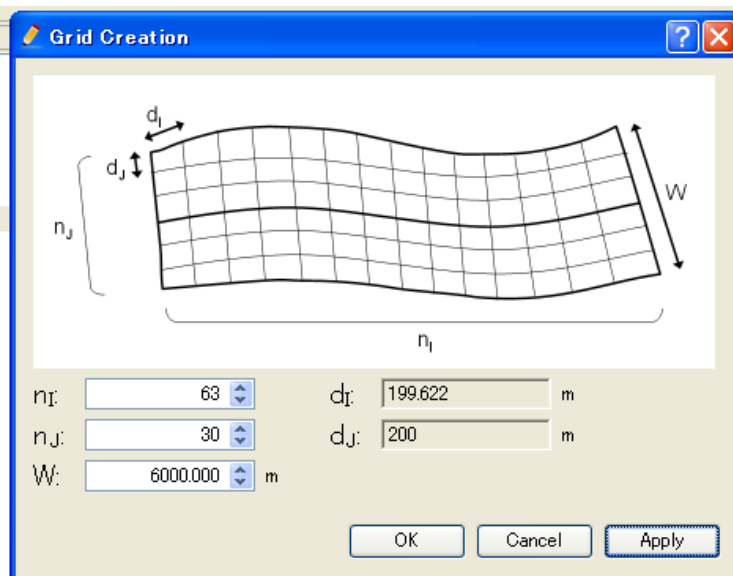 Grid Creation
dI
dJ
nJ
W
nI
nI: 63 dI: 199.622 m
nJ: 30 dJ: 200 m
W: 6000.000 m
OK Cancel Apply